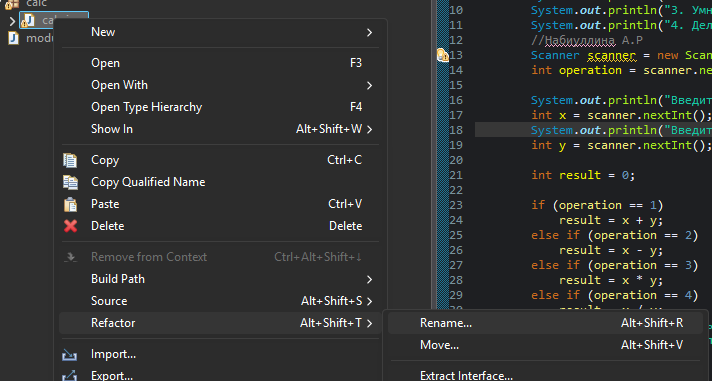 calc
New
Open F3
Open With
Open Type Hierarchy F4
Show In Alt+Shift+W
Copy Ctrl+C
Copy Qualified Name
Paste Ctrl+V
Delete Delete
Remove from Context Ctrl+Alt+Shift+↓
Build Path
Source Alt+Shift+S
Refactor Alt+Shift+T
Import...
Export...
Rename... Alt+Shift+R
Move... Alt+Shift+V
Extract Interface...
10 System.out.println("3. Умн
11 System.out.println("4. Дел
12 //Набиуллина А.Р
13 Scanner scanner = new Scan
14 int operation = scanner.ne
15
16 System.out.println("Введит
17 int x = scanner.nextInt();
18 System.out.println("Введит
19 int y = scanner.nextInt();
20
21 int result = 0;
22
23 if (operation == 1)
24 result = x + y;
25 else if (operation == 2)
26 result = x - y;
27 else if (operation == 3)
28 result = x * y;
29 else if (operation == 4)
30